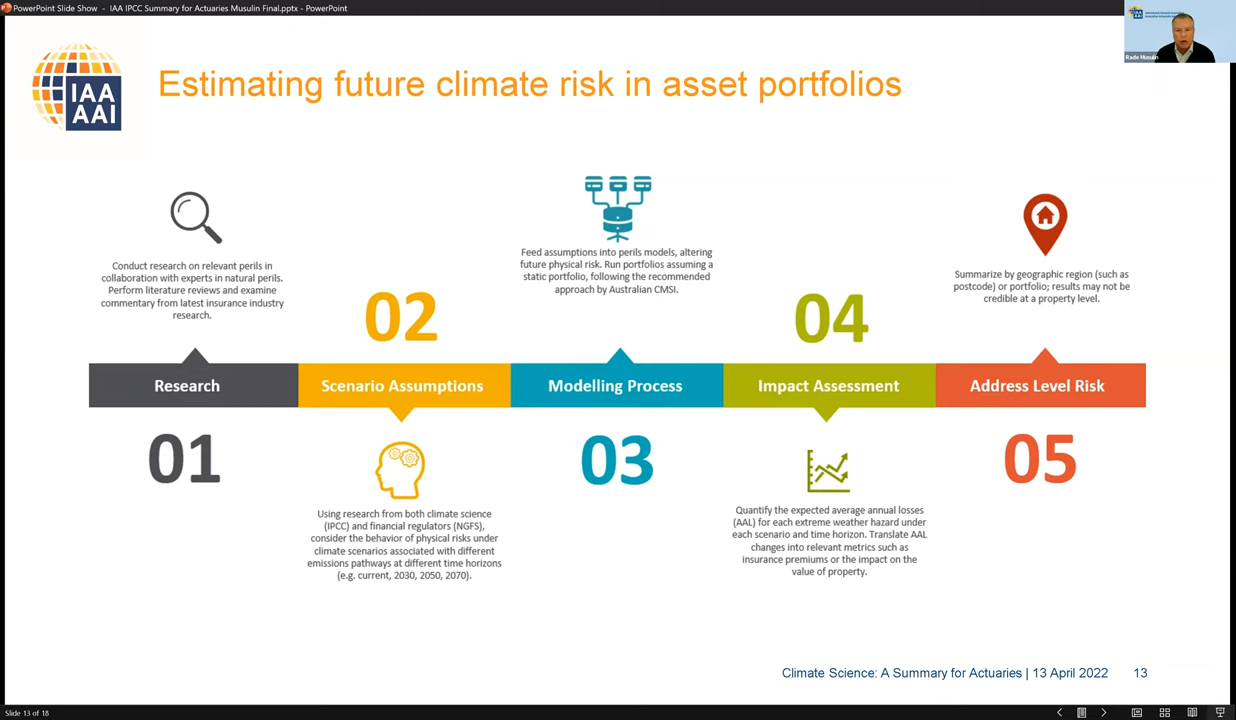 PowerPoint Slide Show - IAA IPCC Summary for Actuaries Musulin Final.pptx - PowerPoint
Rade Musulin
IAA
AAI
Estimating future climate risk in asset portfolios
Conduct research on relevant perils in
collaboration with experts in natural perils.
Perform literature reviews and examine
commentary from latest insurance industry
research.
02
Feed assumptions into perils models, altering
future physical risk. Run portfolios assuming a
static portfolio, following the recommended
approach by Australian CMSI.
04
Summarize by geographic region (such as
postcode) or portfolio; results may not be
credible at a property level.
Research
Scenario Assumptions
Modelling Process
Impact Assessment
Address Level Risk
01
Using research from both climate science
(IPCC) and financial regulators (NGFS),
consider the behavior of physical risks under
climate scenarios associated with different
emissions pathways at different time horizons
(e.g. current, 2030, 2050, 2070).
03
Quantify the expected average annual losses
(AAL) for each extreme weather hazard under
each scenario and time horizon. Translate AAL
changes into relevant metrics such as
insurance premiums or the impact on the
value of property.
05
Climate Science: A Summary for Actuaries | 13 April 2022 13
Slide 13 of 18